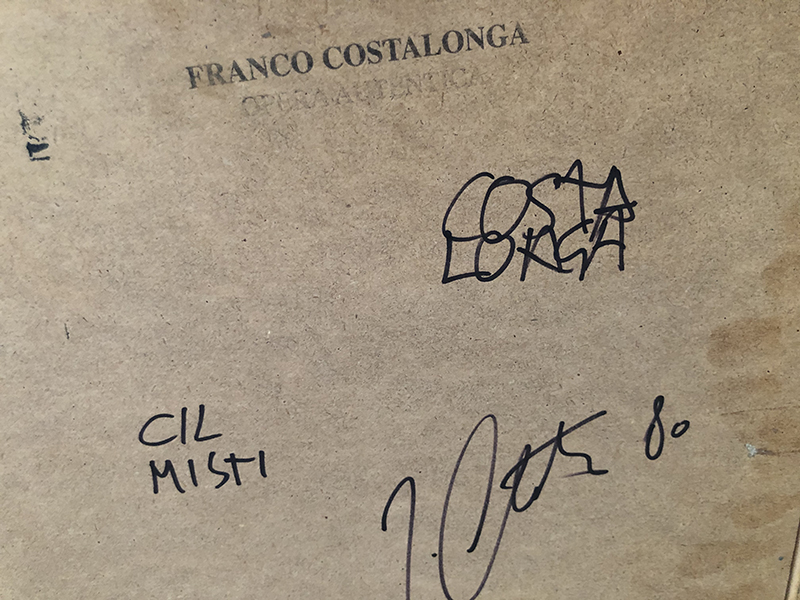 FRANCO COSTALONGA
OPERA AUTENTICA
COSTA
LONGA
CIL
MISTI
80